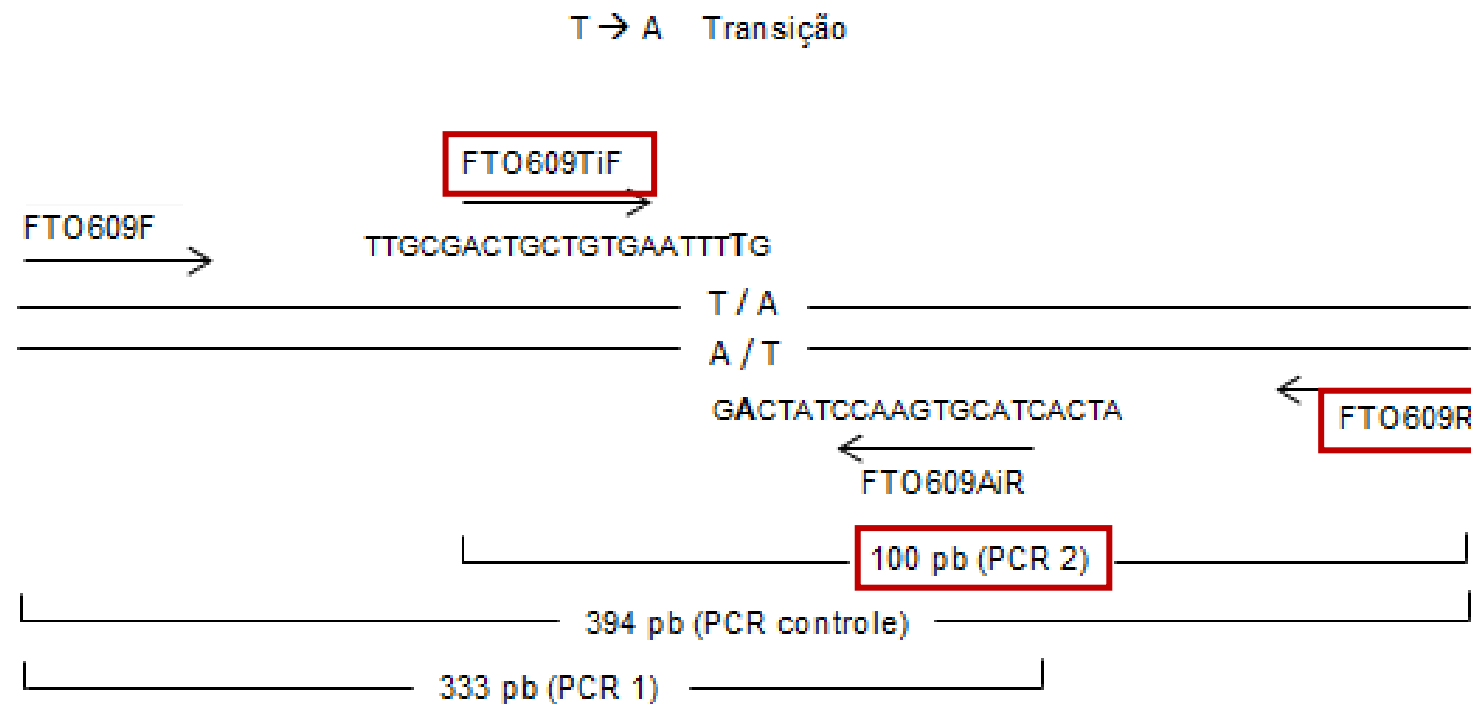 T → A Transição
FTO609TiF
FTO609F
TTGCGACTGCTGTGAATTTTG
T / A
A / T
GACTATCCAAGTGCATCACTA
FTO609R
FTO609AiR
100 pb (PCR 2)
394 pb (PCR controle)
333 pb (PCR 1)